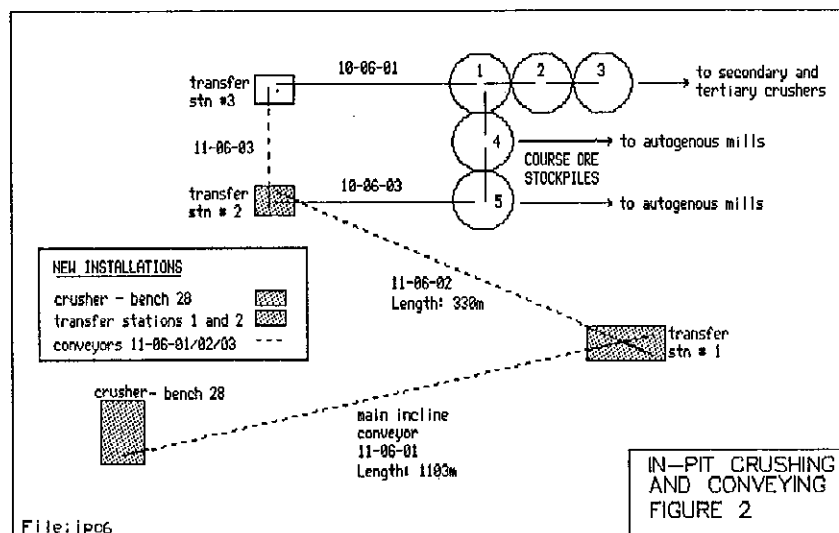 transfer
stn #3
10-06-01
1
2
3
to secondary and
tertiary crushers
11-06-03
4
to autogenous mills
COURSE ORE
STOCKPILES
transfer
stn # 2
10-06-03
5
to autogenous mills
NEW INSTALLATIONS
crusher - bench 28
transfer stations 1 and 2
conveyors 11-06-01/02/03
11-06-02
Length: 330m
transfer
stn # 1
crusher - bench 28
main incline
conveyor
11-06-01
Length: 1103m
IN-PIT CRUSHING
AND CONVEYING
FIGURE 2
File:ipc6